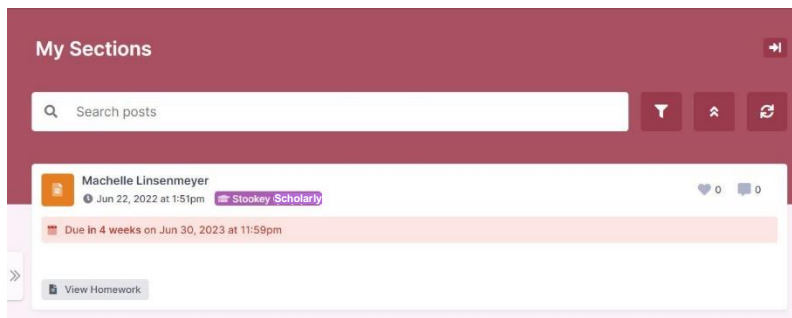 My Sections
Search posts
Machelle Linsenmeyer
0 0
Jun 22, 2022 at 1:51pm Stookey Scholarly
Due in 4 weeks on Jun 30, 2023 at 11:59pm
View Homework